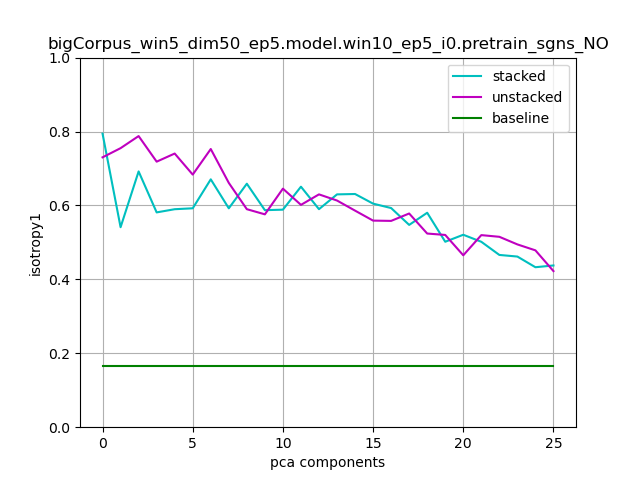 bigCorpus_win5_dim50_ep5.model.win10_ep5_i0.pretrain_sgns_NO
stacked
unstacked
baseline
isotropy1
1.0
0.8
0.6
0.4
0.2
0.0
0 5 10 15 20 25
pca components